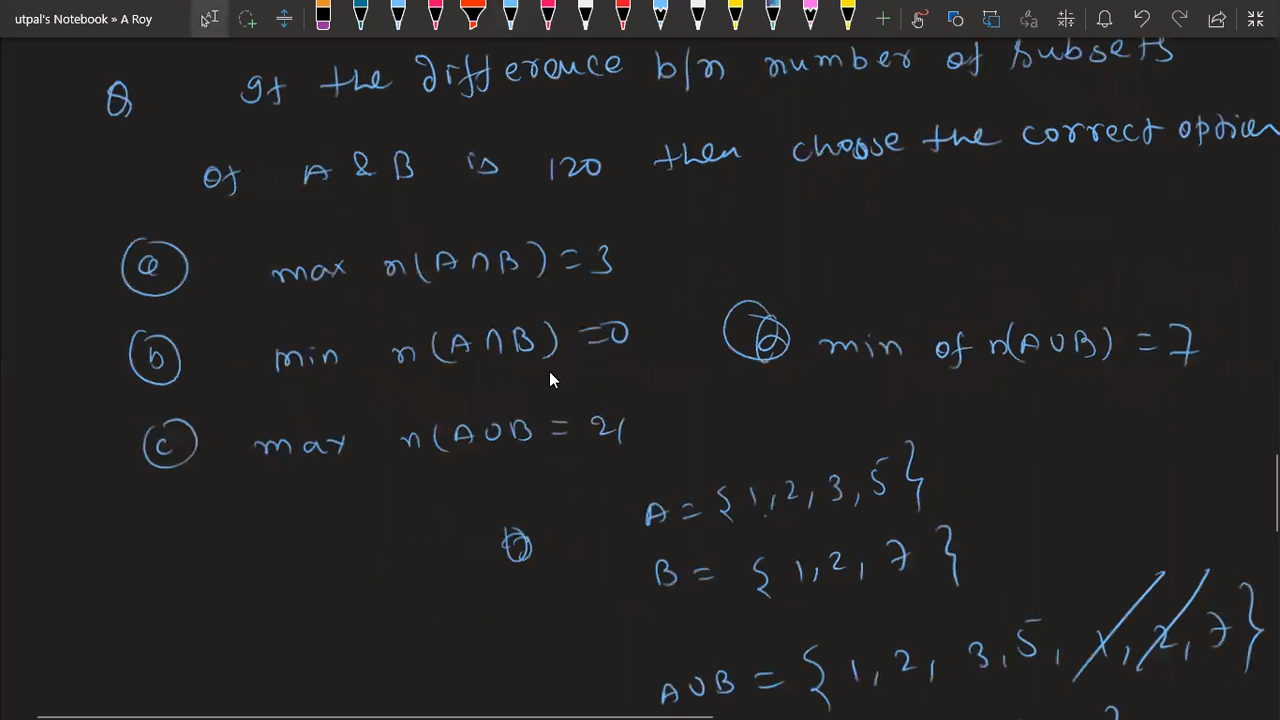 utpal's Notebook » A Roy
Q If the difference b/n number of subsets
of A & B is 120 then choose the correct option
a max n(A∩B) = 3
b min n(A∩B) = 0
d min of n(A∪B) = 7
c max n(A∪B = 21
A = {1, 2, 3, 5}
B = {1, 2, 7}
A∪B = {1, 2, 3, 5, 1, 2, 7}